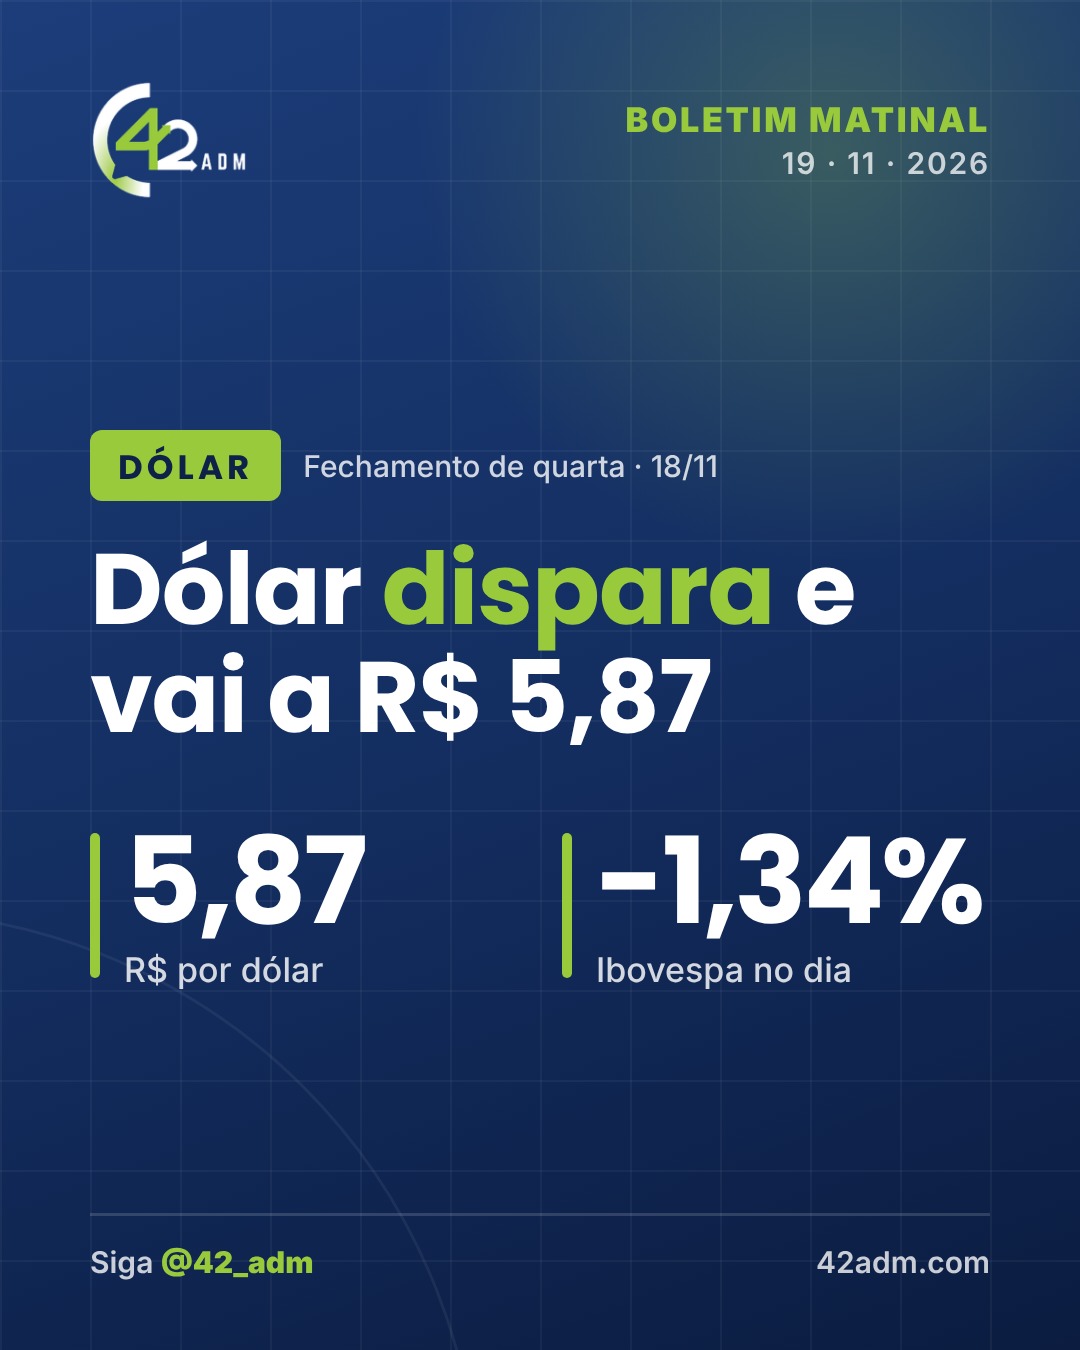 42 ADM
BOLETIM MATINAL
19 · 11 · 2026
DÓLAR
Fechamento de quarta · 18/11
Dólar dispara e
vai a R$ 5,87
5,87
R$ por dólar
−1,34%
Ibovespa no dia
Siga @42_adm
42adm.com